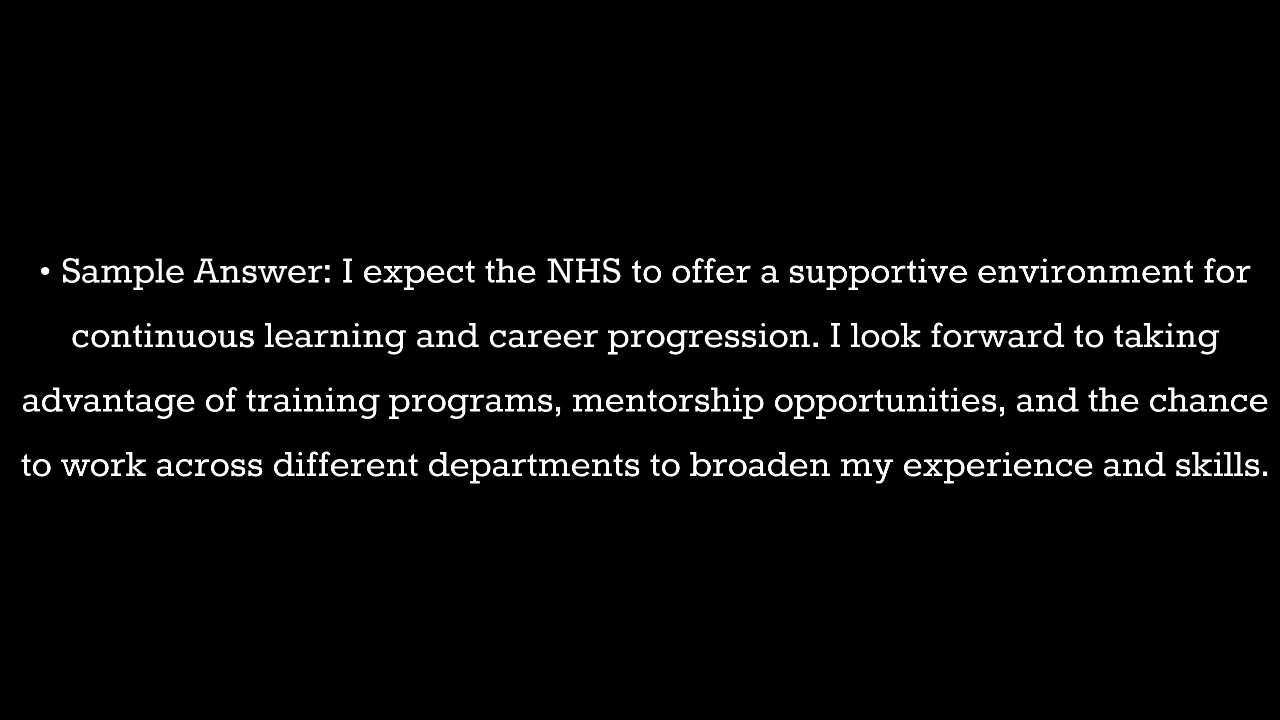 • Sample Answer: I expect the NHS to offer a supportive environment for
continuous learning and career progression. I look forward to taking
advantage of training programs, mentorship opportunities, and the chance
to work across different departments to broaden my experience and skills.